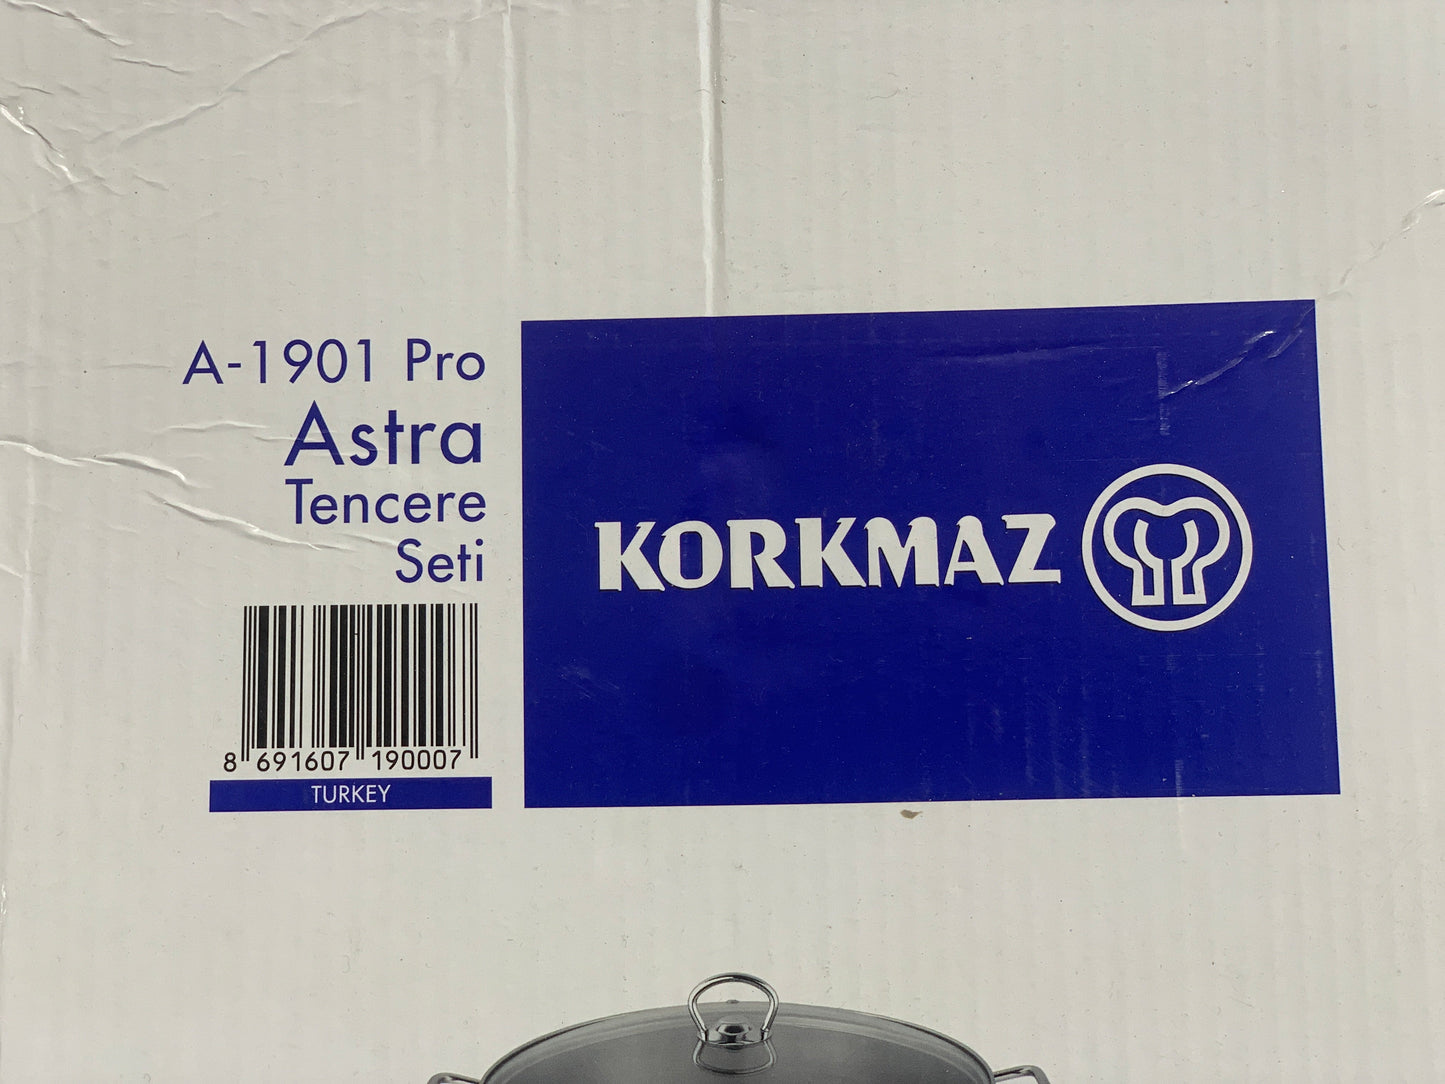 A-1901 Pro
Astra
Tencere
Seti
8 691607 190007
TURKEY
KORKMAZ